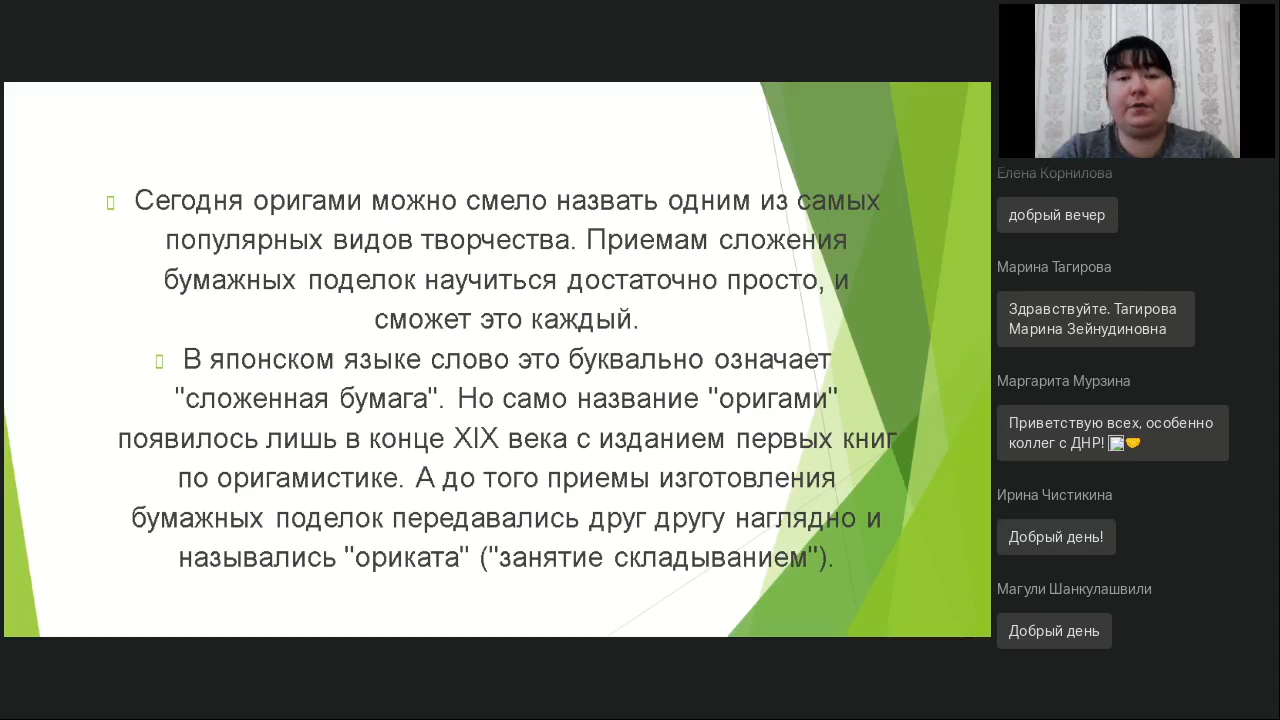 Сегодня оригами можно смело назвать одним из самых
популярных видов творчества. Приемам сложения
бумажных поделок научиться достаточно просто, и
сможет это каждый.
В японском языке слово это буквально означает
"сложенная бумага". Но само название "оригами"
появилось лишь в конце XIX века с изданием первых книг
по оригамистике. А до того приемы изготовления
бумажных поделок передавались друг другу наглядно и
назывались "ориката" ("занятие складыванием").
Елена Корнилова
добрый вечер
Марина Тагирова
Здравствуйте. Тагирова
Марина Зейнудиновна
Маргарита Мурзина
Приветствую всех, особенно
коллег с ДНР! 🤝
Ирина Чистикина
Добрый день!
Магули Шанкулашвили
Добрый день